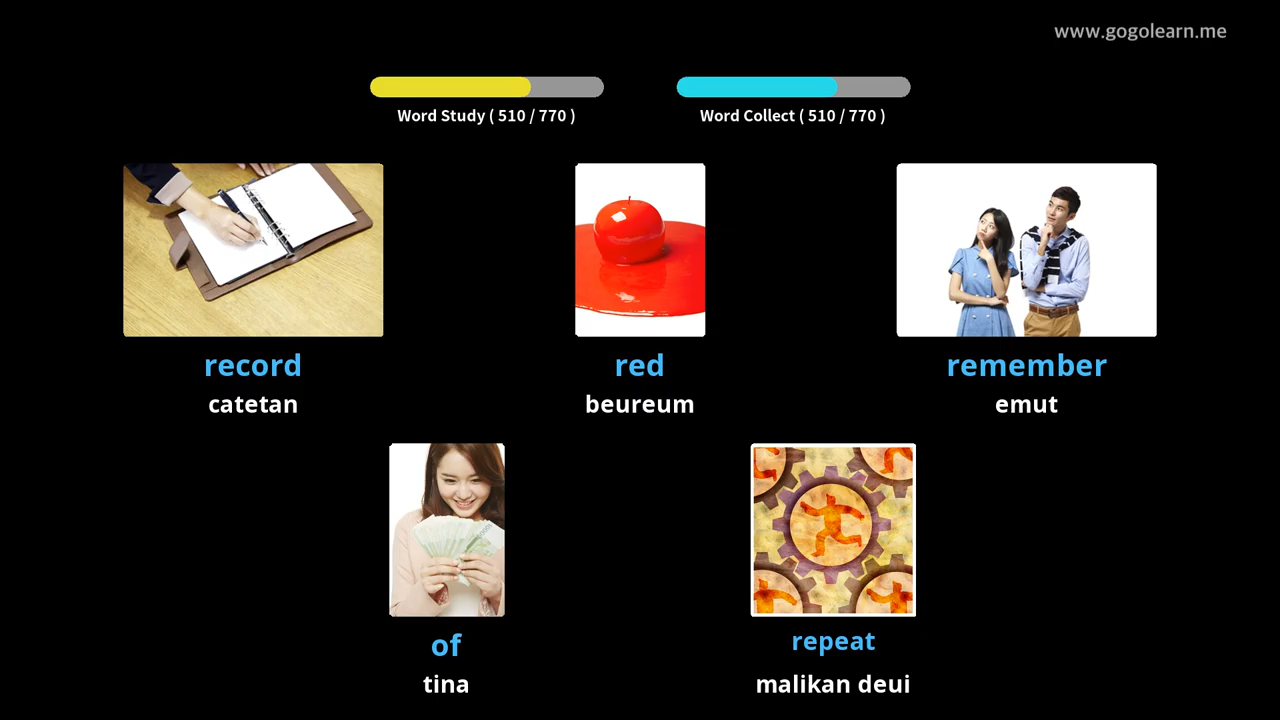 www.gogolearn.me
Word Study ( 510 / 770 )
Word Collect ( 510 / 770 )
record
catetan
red
beureum
remember
emut
of
tina
repeat
malikan deui